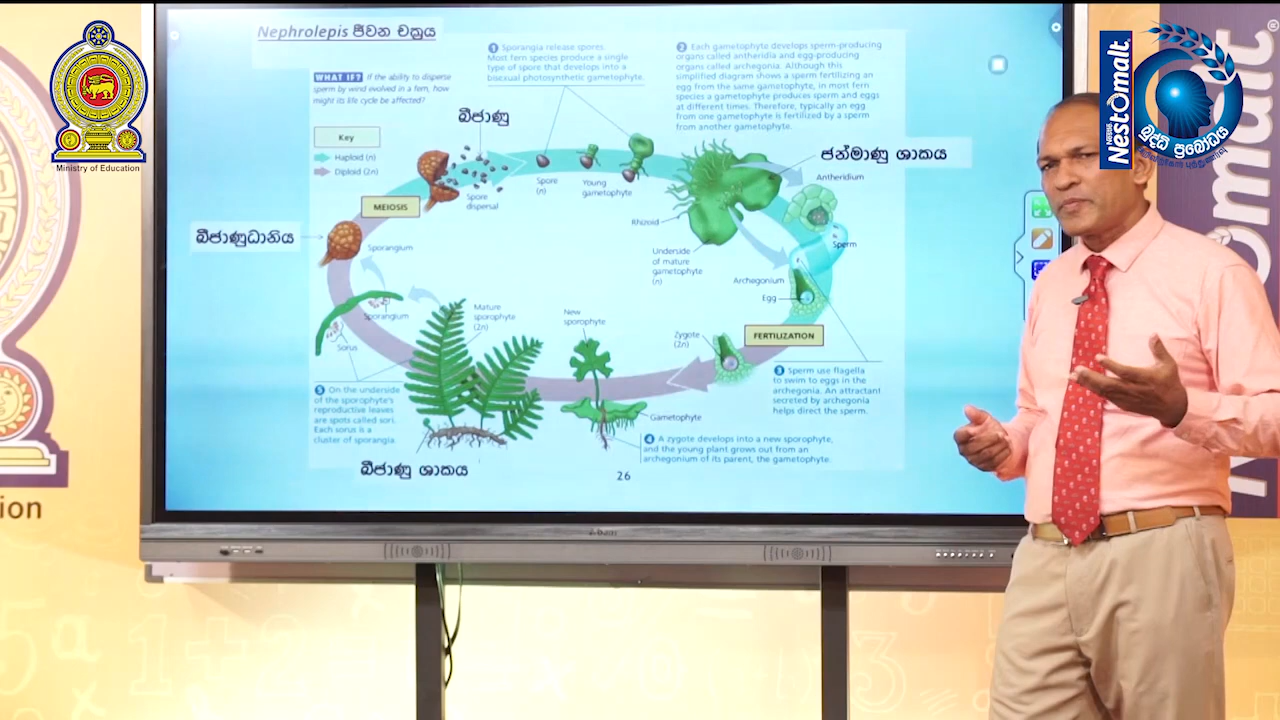 Ministry of Education
Nephrolepis ජීවන චක්‍රය
WHAT IF? If the ability to disperse
sperm by wind evolved in a fern, how
might its life cycle be affected?
Key
Haploid (n)
Diploid (2n)
1 Sporangia release spores.
Most fern species produce a single
type of spore that develops into a
bisexual photosynthetic gametophyte.
2 Each gametophyte develops sperm-producing
organs called antheridia and egg-producing
organs called archegonia. Although this
simplified diagram shows a sperm fertilizing an
egg from the same gametophyte, in most fern
species a gametophyte produces sperm and eggs
at different times. Therefore, typically an egg
from one gametophyte is fertilized by a sperm
from another gametophyte.
බීජාණු
ජන්මාණු ශාකය
Antheridium
Spore
(n)
Young
gametophyte
Spore
dispersal
MEIOSIS
Rhizoid
බීජාණුධානිය
Sporangium
Sperm
Underside
of mature
gametophyte
(n)
Archegonium
Egg
Sporangium
Mature
sporophyte
(2n)
New
sporophyte
Zygote
(2n)
FERTILIZATION
Sorus
3 Sperm use flagella
to swim to eggs in the
archegonia. An attractant
secreted by archegonia
helps direct the sperm.
5 On the underside
of the sporophyte's
reproductive leaves
are spots called sori.
Each sorus is a
cluster of sporangia.
Gametophyte
4 A zygote develops into a new sporophyte,
and the young plant grows out from an
archegonium of its parent, the gametophyte.
බීජාණු ශාකය
26
NESTLÉ
Nestomalt
බුද්ධි ප්‍රබෝධය
ion